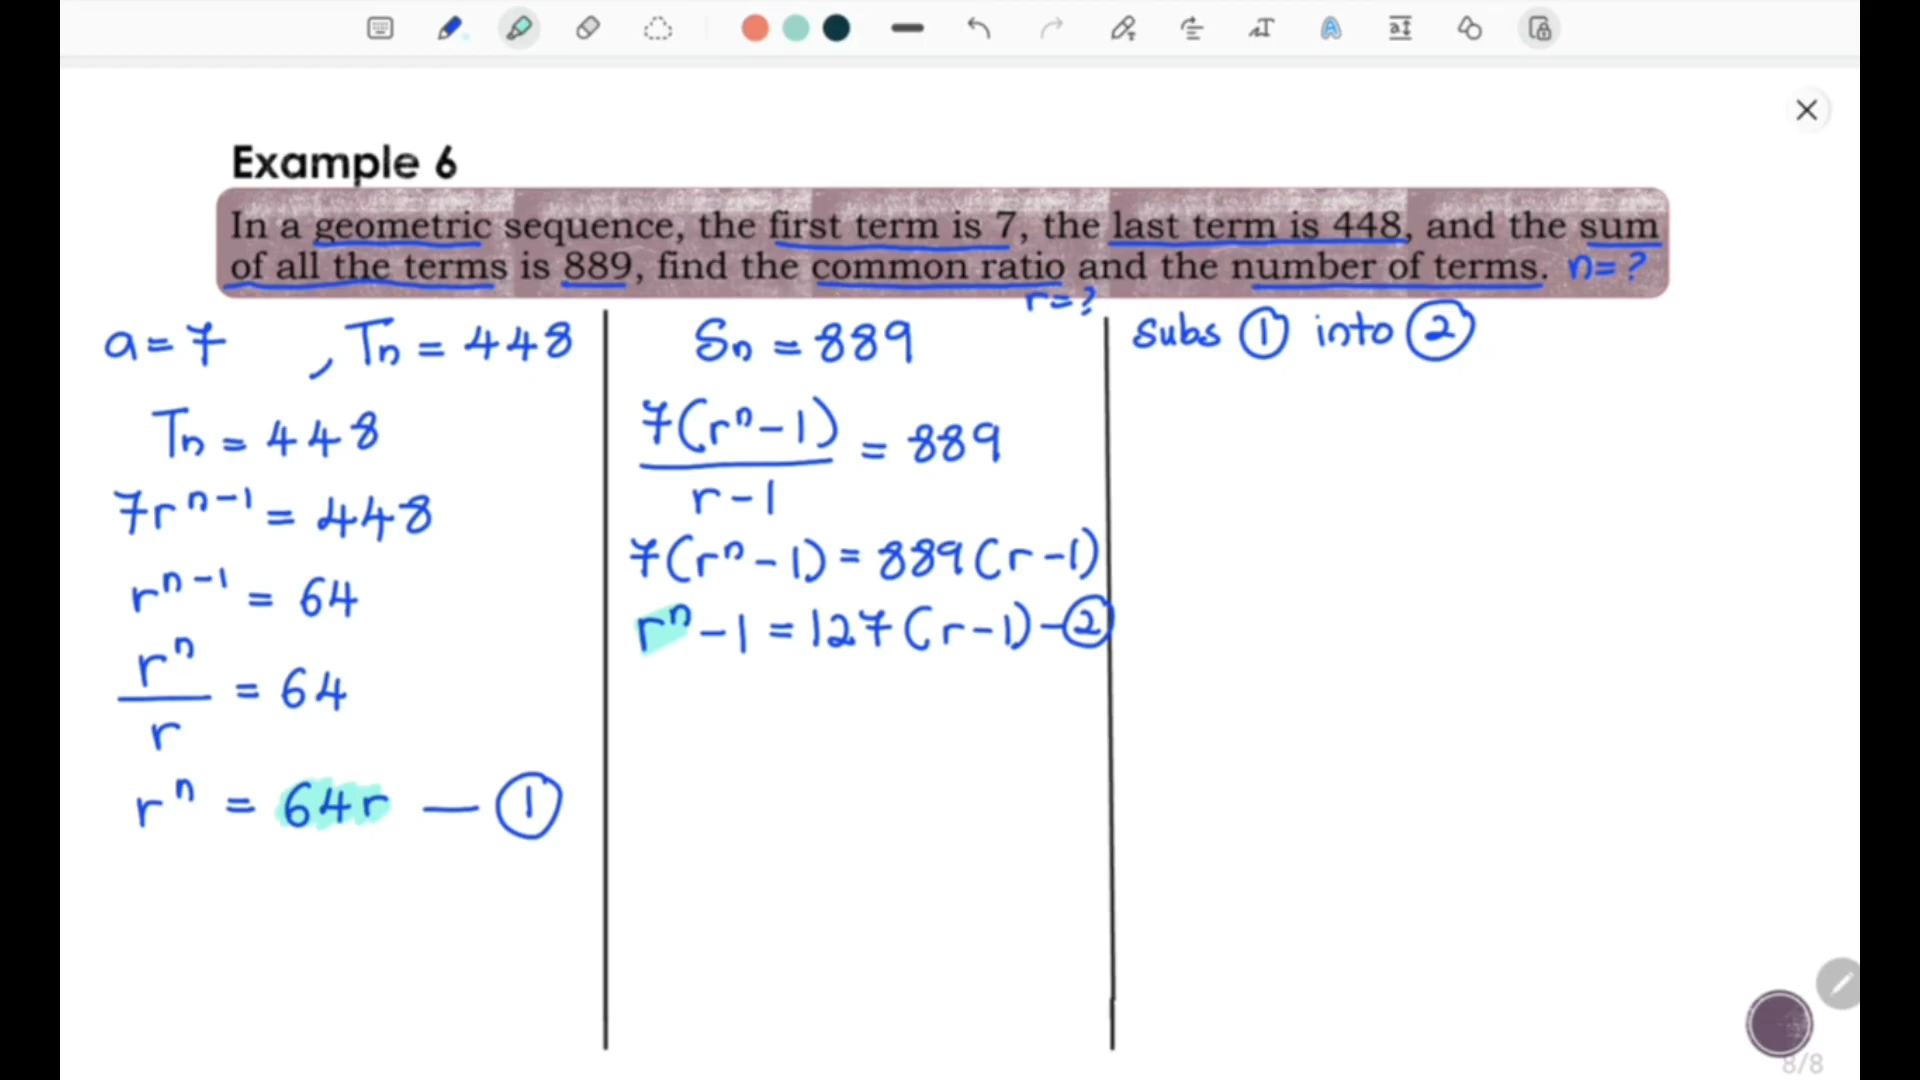 Example 6
In a geometric sequence, the first term is 7, the last term is 448, and the sum
of all the terms is 889, find the common ratio and the number of terms. n=?
r=?
a=7 , Tn = 448
Tn = 448
7r^(n-1) = 448
r^(n-1) = 64
r^n/r = 64
r^n = 64r — ①
Sn = 889
7(r^n-1)/(r-1) = 889
7(r^n-1) = 889(r-1)
r^n-1 = 127(r-1) - ②
Subs ① into ②
8/8